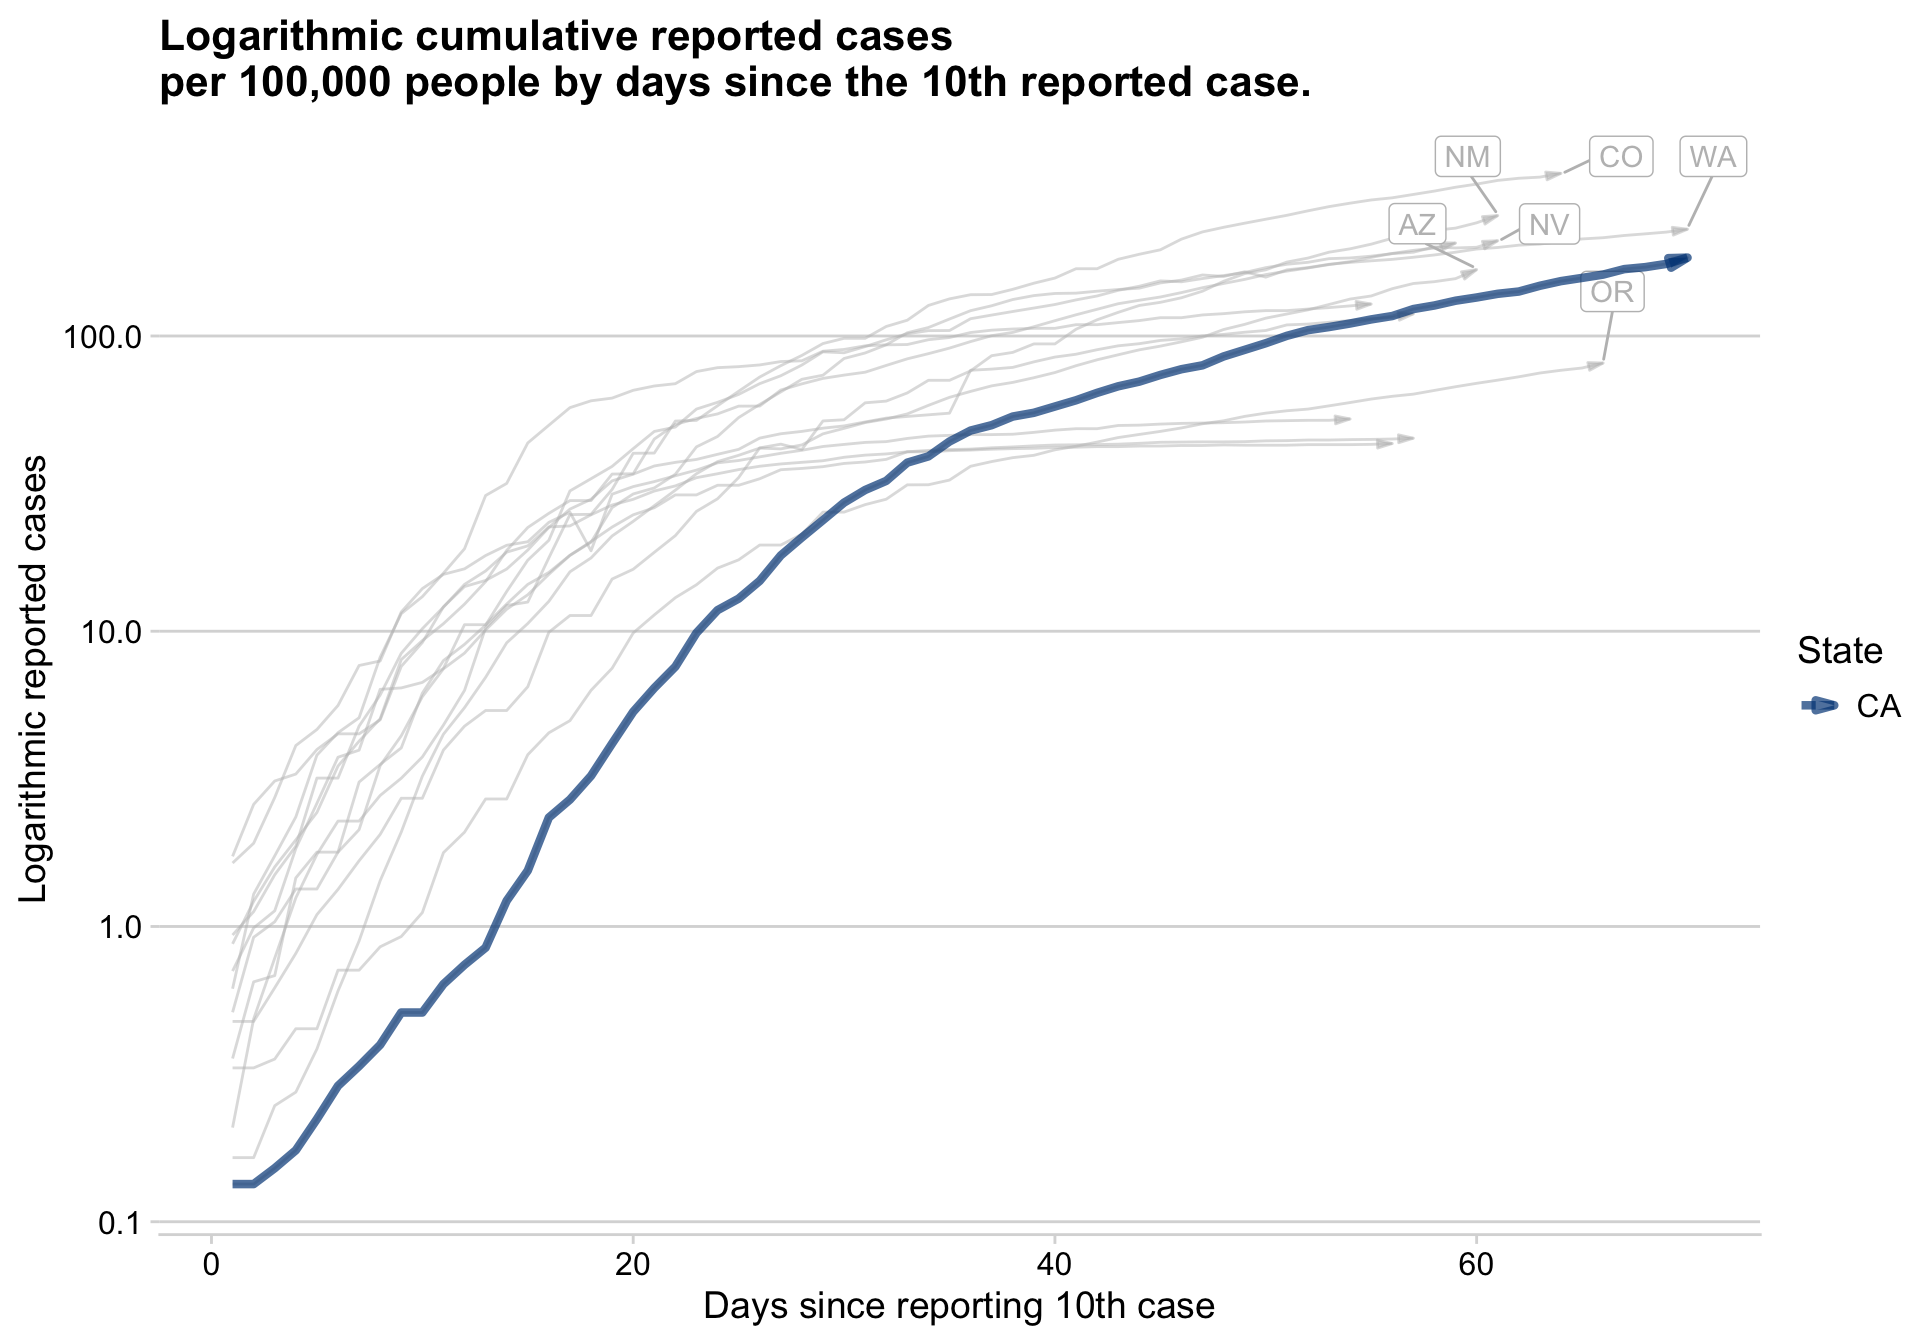 Logarithmic cumulative reported cases
per 100,000 people by days since the 10th reported case.
NM
CO
WA
AZ
NV
OR
100.0
10.0
1.0
0.1
Logarithmic reported cases
0
20
40
60
Days since reporting 10th case
State
CA